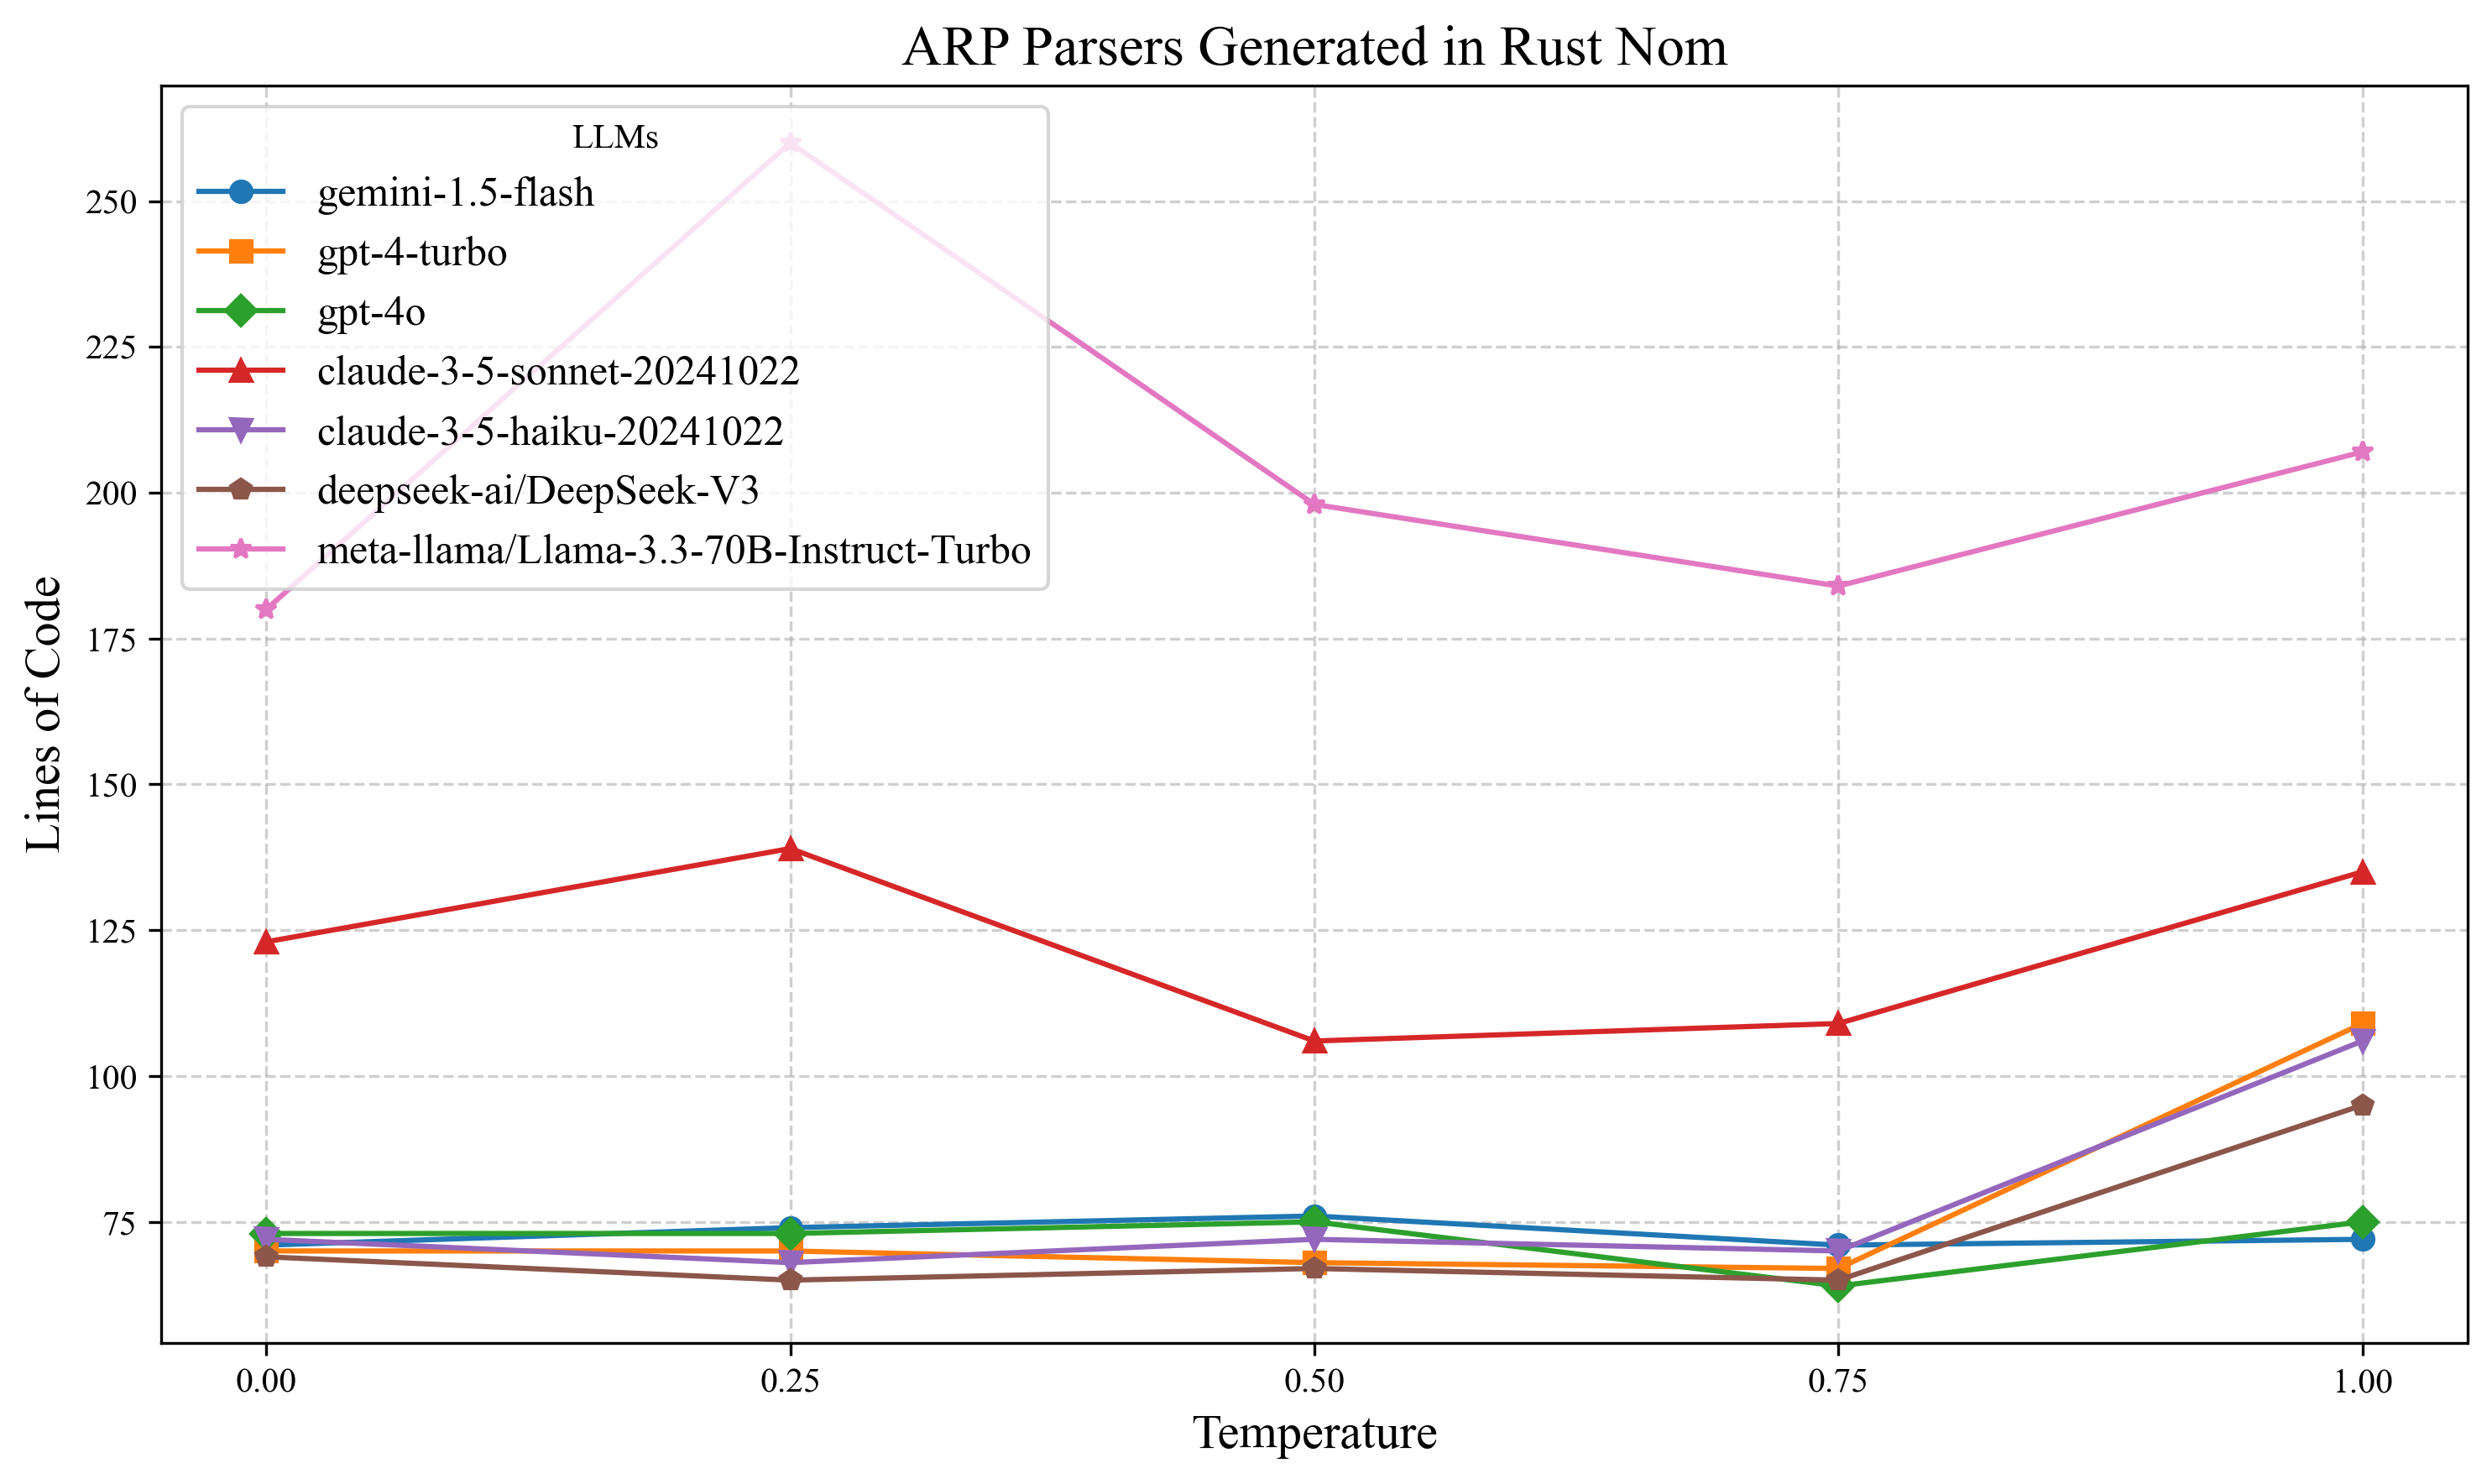 ARP Parsers Generated in Rust Nom
LLMs
gemini-1.5-flash
gpt-4-turbo
gpt-4o
claude-3-5-sonnet-20241022
claude-3-5-haiku-20241022
deepseek-ai/DeepSeek-V3
meta-llama/Llama-3.3-70B-Instruct-Turbo
Lines of Code
250
225
200
175
150
125
100
75
0.00 0.25 0.50 0.75 1.00
Temperature